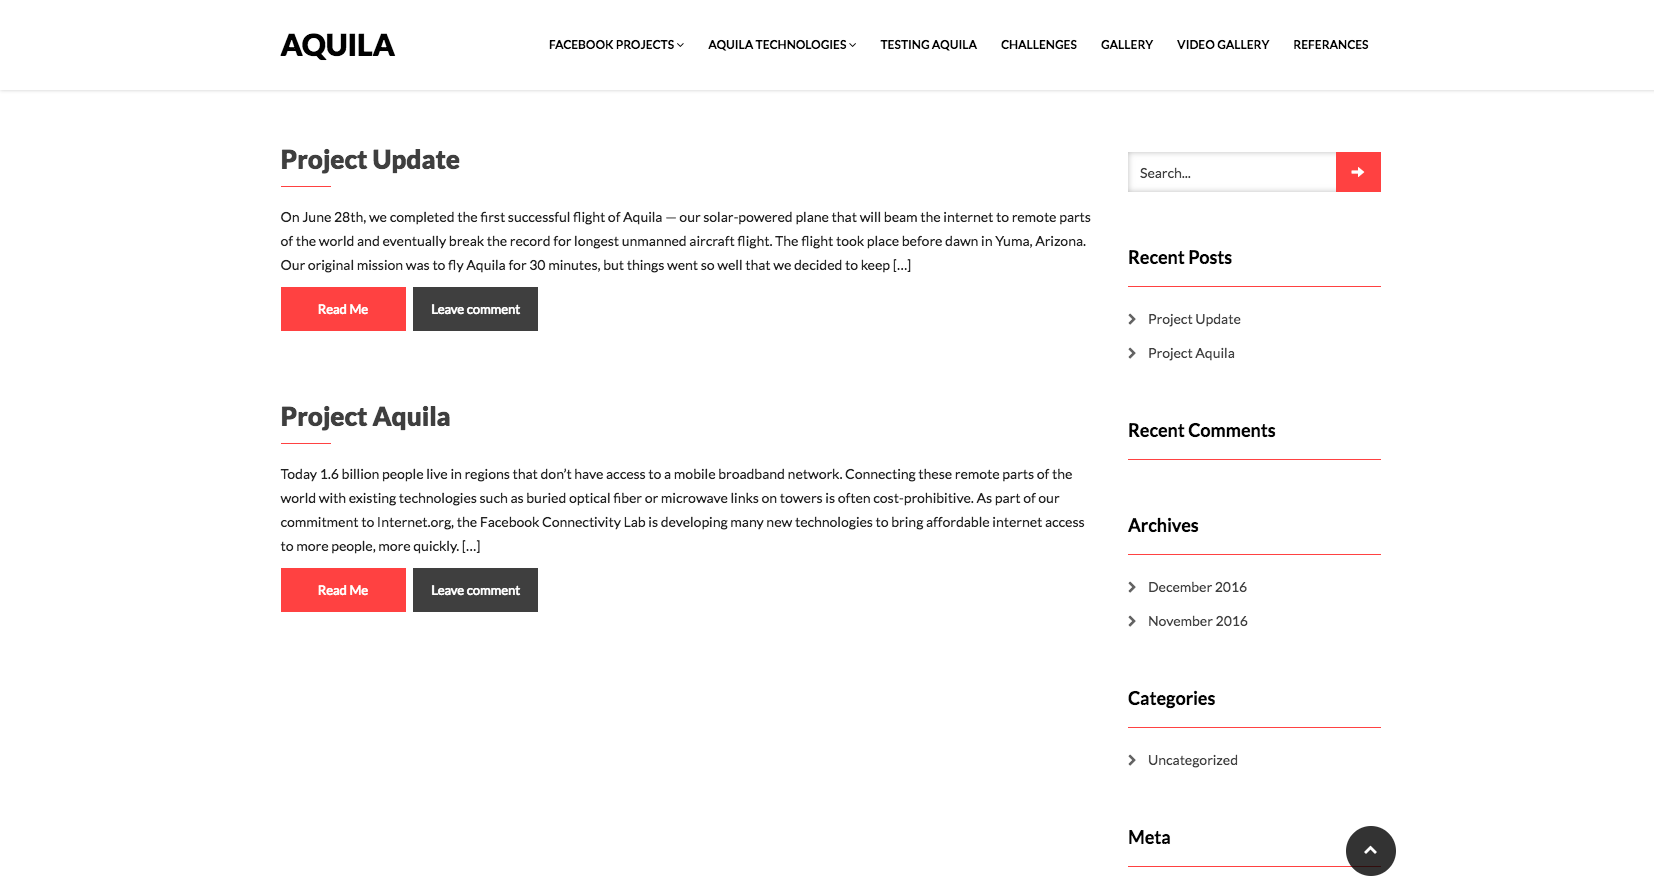 AQUILA
FACEBOOK PROJECTS
AQUILA TECHNOLOGIES
TESTING AQUILA
CHALLENGES
GALLERY
VIDEO GALLERY
REFERANCES
Project Update
On June 28th, we completed the first successful flight of Aquila — our solar-powered plane that will beam the internet to remote parts
of the world and eventually break the record for longest unmanned aircraft flight. The flight took place before dawn in Yuma, Arizona.
Our original mission was to fly Aquila for 30 minutes, but things went so well that we decided to keep […]
Read Me
Leave comment
Project Aquila
Today 1.6 billion people live in regions that don’t have access to a mobile broadband network. Connecting these remote parts of the
world with existing technologies such as buried optical fiber or microwave links on towers is often cost-prohibitive. As part of our
commitment to Internet.org, the Facebook Connectivity Lab is developing many new technologies to bring affordable internet access
to more people, more quickly. […]
Read Me
Leave comment
Search...
Recent Posts
Project Update
Project Aquila
Recent Comments
Archives
December 2016
November 2016
Categories
Uncategorized
Meta